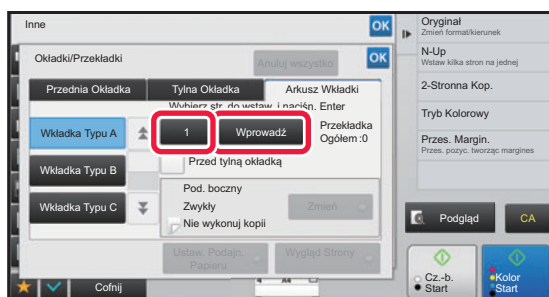 Inne
OK
Okładki/Przekładki
Anuluj wszystko
OK
Przednia Okładka
Tylna Okładka
Arkusz Wkładki
Wybierz str. do wstaw. i naciśn. Enter
Wkładka Typu A
1
Wprowadź
Przekładka
Ogółem :0
Przed tylną okładką
Wkładka Typu B
Wkładka Typu C
Pod. boczny
Zwykły
Nie wykonuj kopii
Zmień
Ustaw. Podajn.
Papieru
Wygląd Strony
Cofnij
A4
Oryginał
Zmień format/kierunek
N-Up
Wstaw kilka stron na jednej
2-Stronna Kop.
Tryb Kolorowy
Przes. Margin.
Przes. pozyc. tworząc margines
Podgląd
CA
Cz.-b.
Start
Kolor
Start